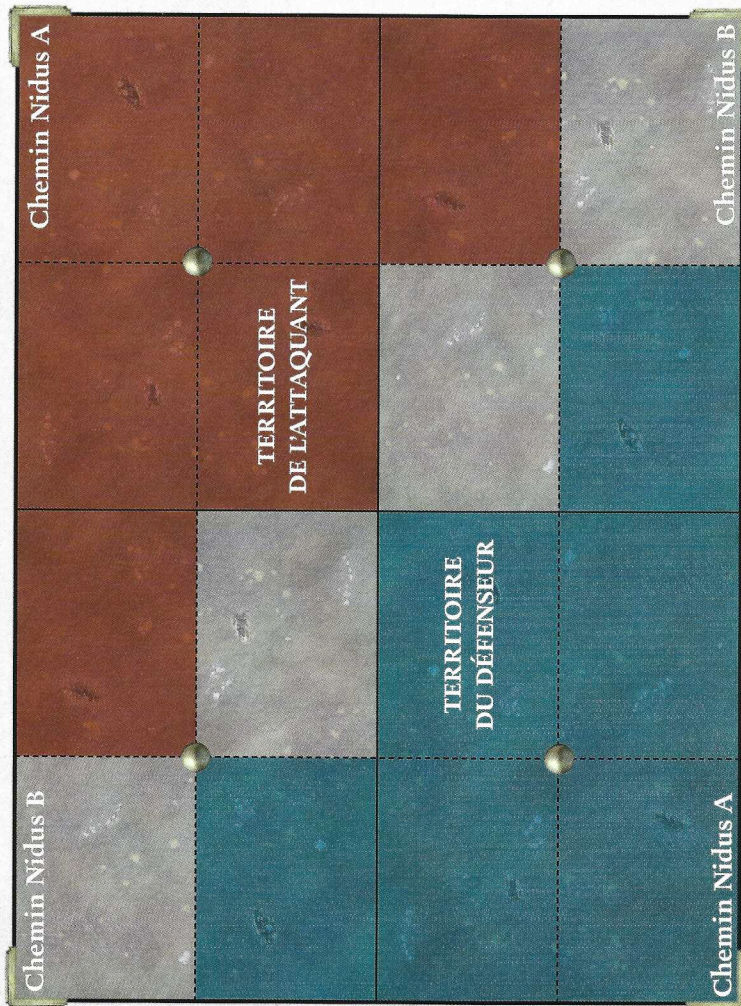 Chemin Nidus B
Chemin Nidus A
TERRITOIRE
DE L'ATTAQUANT
TERRITOIRE
DU DÉFENSEUR
Chemin Nidus A
Chemin Nidus B